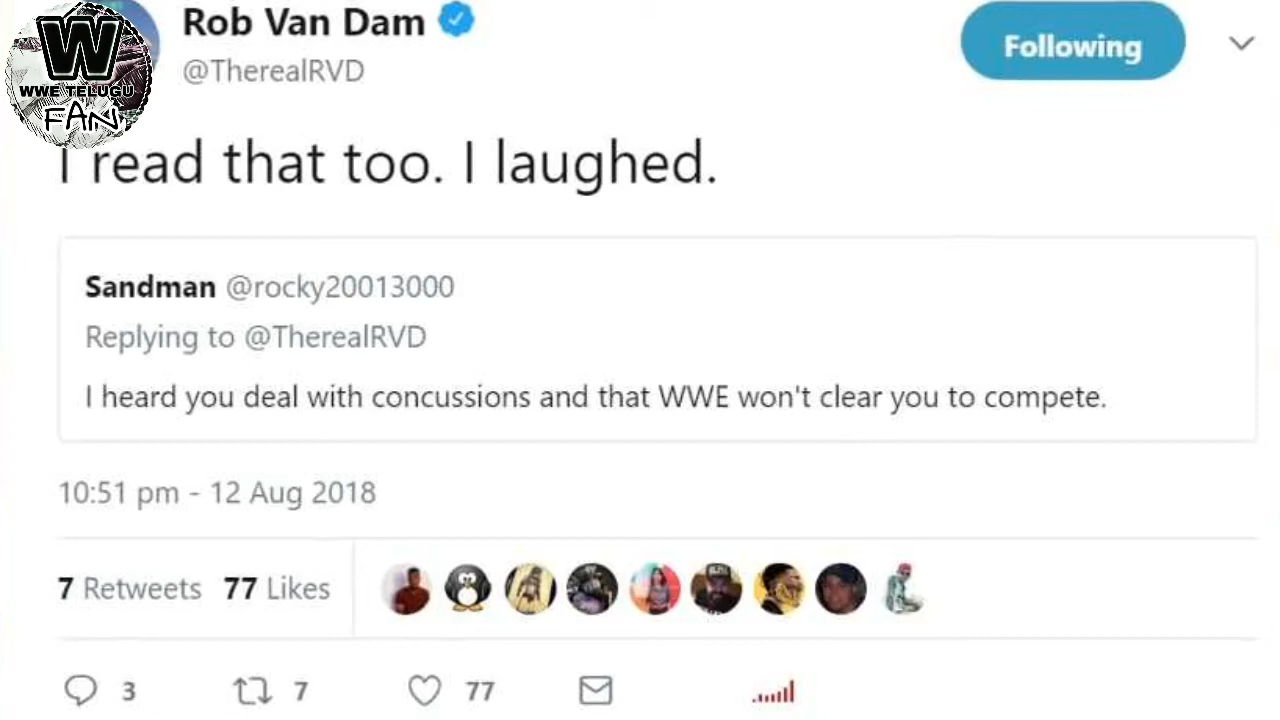 W
WWE TELUGU
FAN
Rob Van Dam
@TherealRVD
Following
I read that too. I laughed.
Sandman @rocky20013000
Replying to @TherealRVD
I heard you deal with concussions and that WWE won't clear you to compete.
10:51 pm - 12 Aug 2018
7 Retweets 77 Likes
3 7 77